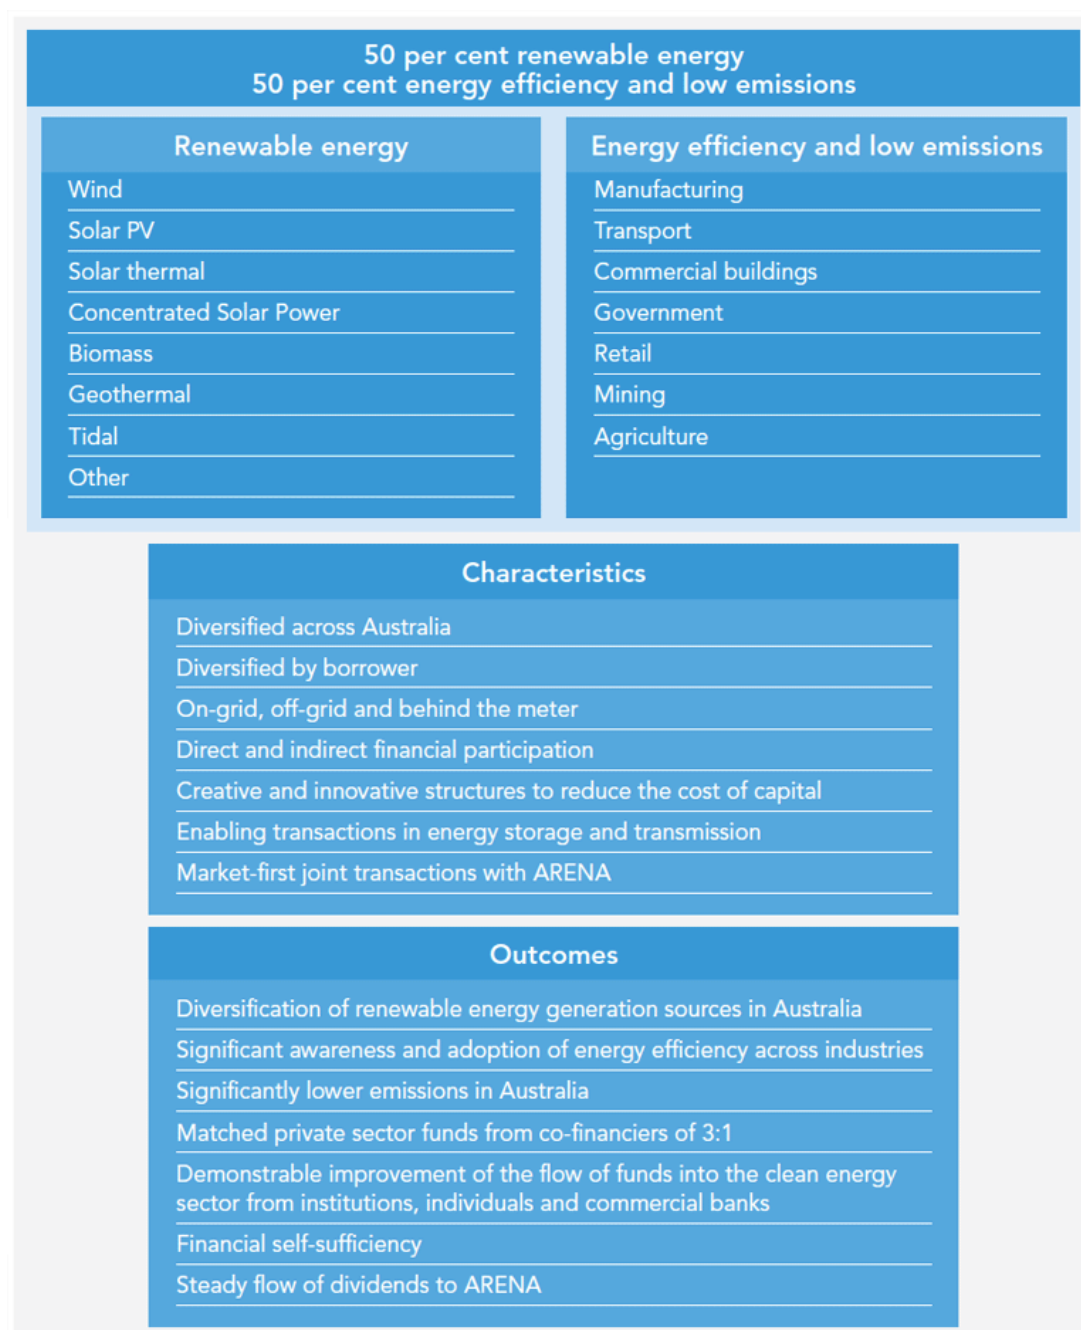 50 per cent renewable energy
50 per cent energy efficiency and low emissions
Renewable energy
Wind
Solar PV
Solar thermal
Concentrated Solar Power
Biomass
Geothermal
Tidal
Other
Energy efficiency and low emissions
Manufacturing
Transport
Commercial buildings
Government
Retail
Mining
Agriculture
Characteristics
Diversified across Australia
Diversified by borrower
On-grid, off-grid and behind the meter
Direct and indirect financial participation
Creative and innovative structures to reduce the cost of capital
Enabling transactions in energy storage and transmission
Market-first joint transactions with ARENA
Outcomes
Diversification of renewable energy generation sources in Australia
Significant awareness and adoption of energy efficiency across industries
Significantly lower emissions in Australia
Matched private sector funds from co-financiers of 3:1
Demonstrable improvement of the flow of funds into the clean energy
sector from institutions, individuals and commercial banks
Financial self-sufficiency
Steady flow of dividends to ARENA